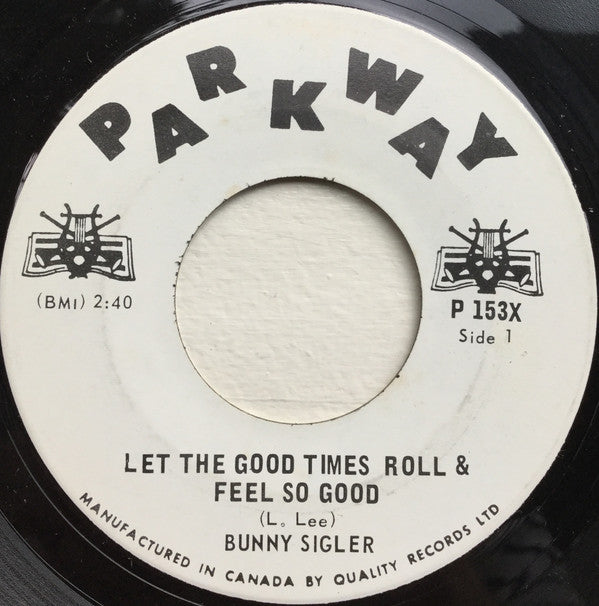 PARKWAY
(BMI) 2:40
P 153X
Side 1
LET THE GOOD TIMES ROLL &
FEEL SO GOOD
(L. Lee)
BUNNY SIGLER
MANUFACTURED IN CANADA BY QUALITY RECORDS LTD